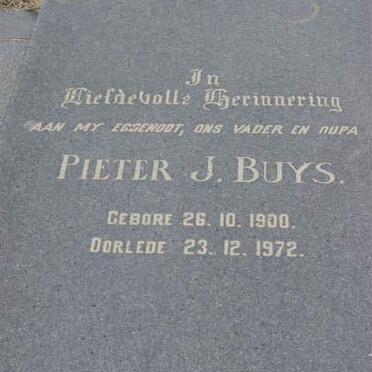 In
Liefdevolle Herinnering
AAN MY EGGENOOT, ONS VADER EN OUPA
PIETER J. BUYS.
GEBORE 26. 10. 1900.
OORLEDE 23. 12. 1972.